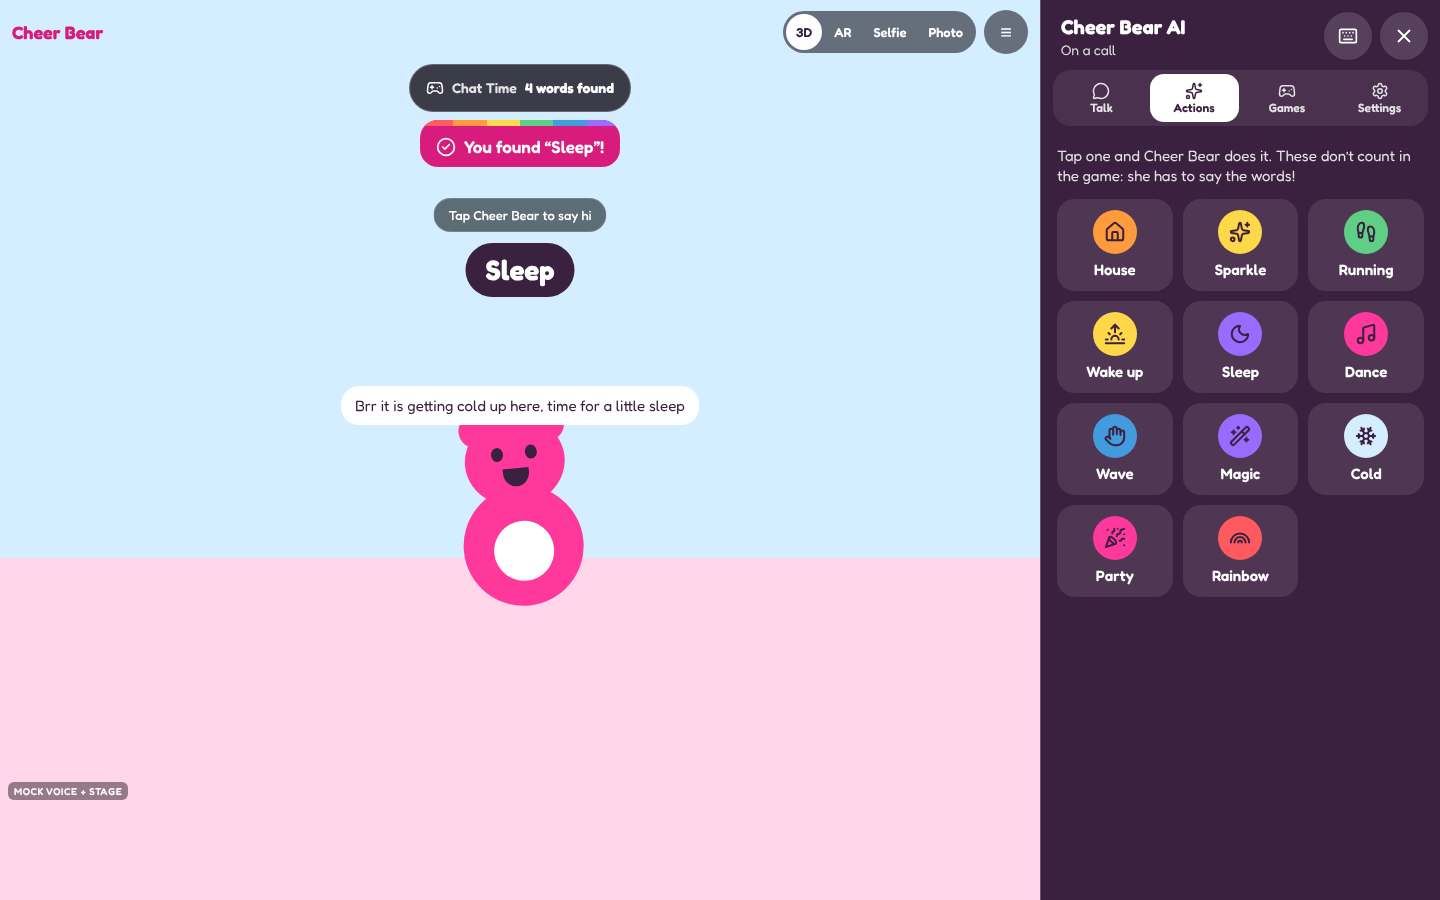 Cheer Bear
3D
AR
Selfie
Photo
Chat Time 4 words found
You found “Sleep”!
Tap Cheer Bear to say hi
Sleep
Brr it is getting cold up here, time for a little sleep
MOCK VOICE + STAGE
Cheer Bear AI
On a call
Talk
Actions
Games
Settings
Tap one and Cheer Bear does it. These don't count in
the game: she has to say the words!
House
Sparkle
Running
Wake up
Sleep
Dance
Wave
Magic
Cold
Party
Rainbow